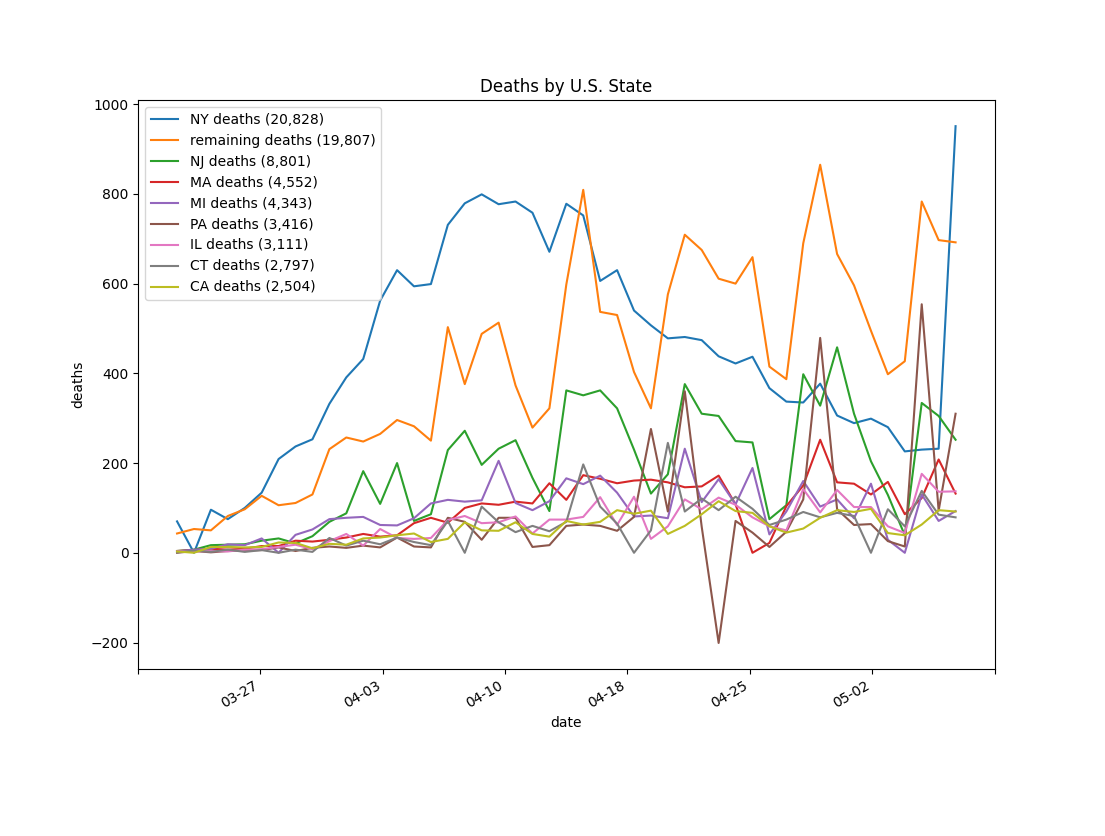 Deaths by U.S. State
1000
800
600
400
200
0
−200
deaths
NY deaths (20,828)
remaining deaths (19,807)
NJ deaths (8,801)
MA deaths (4,552)
MI deaths (4,343)
PA deaths (3,416)
IL deaths (3,111)
CT deaths (2,797)
CA deaths (2,504)
03-27
04-03
04-10
04-18
04-25
05-02
date